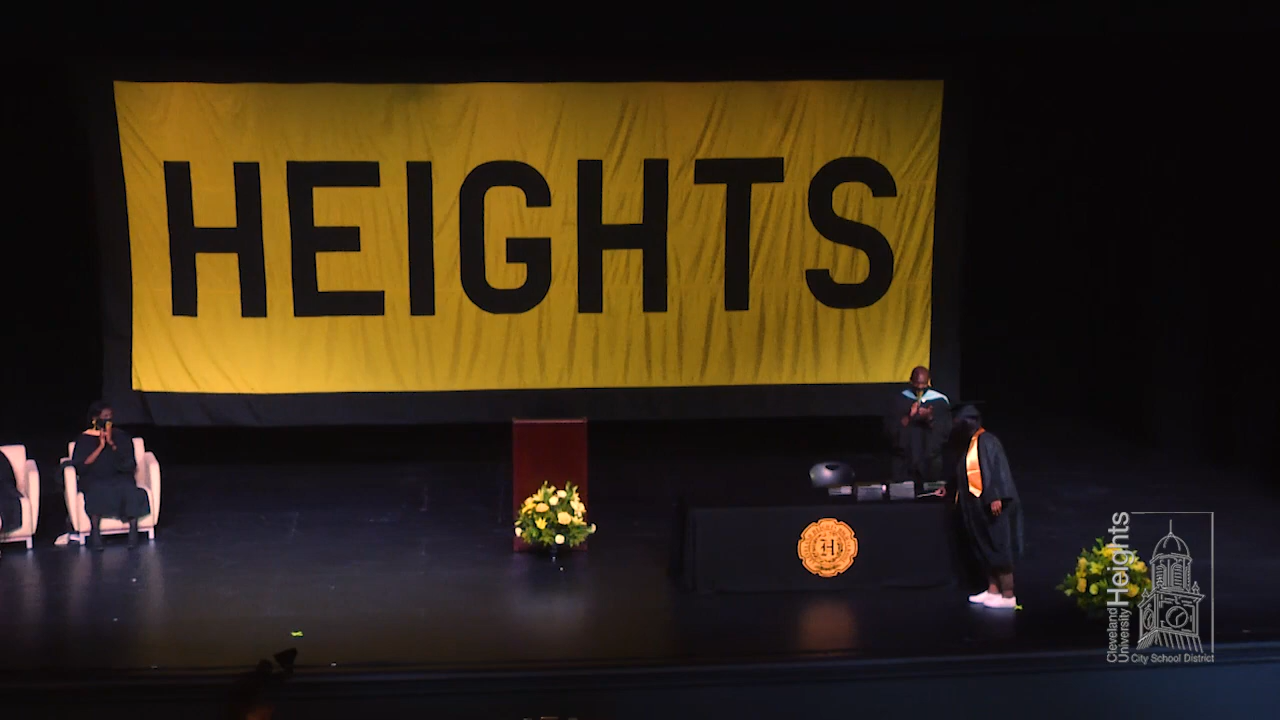 HEIGHTS
H
Cleveland
University
Heights
City School District